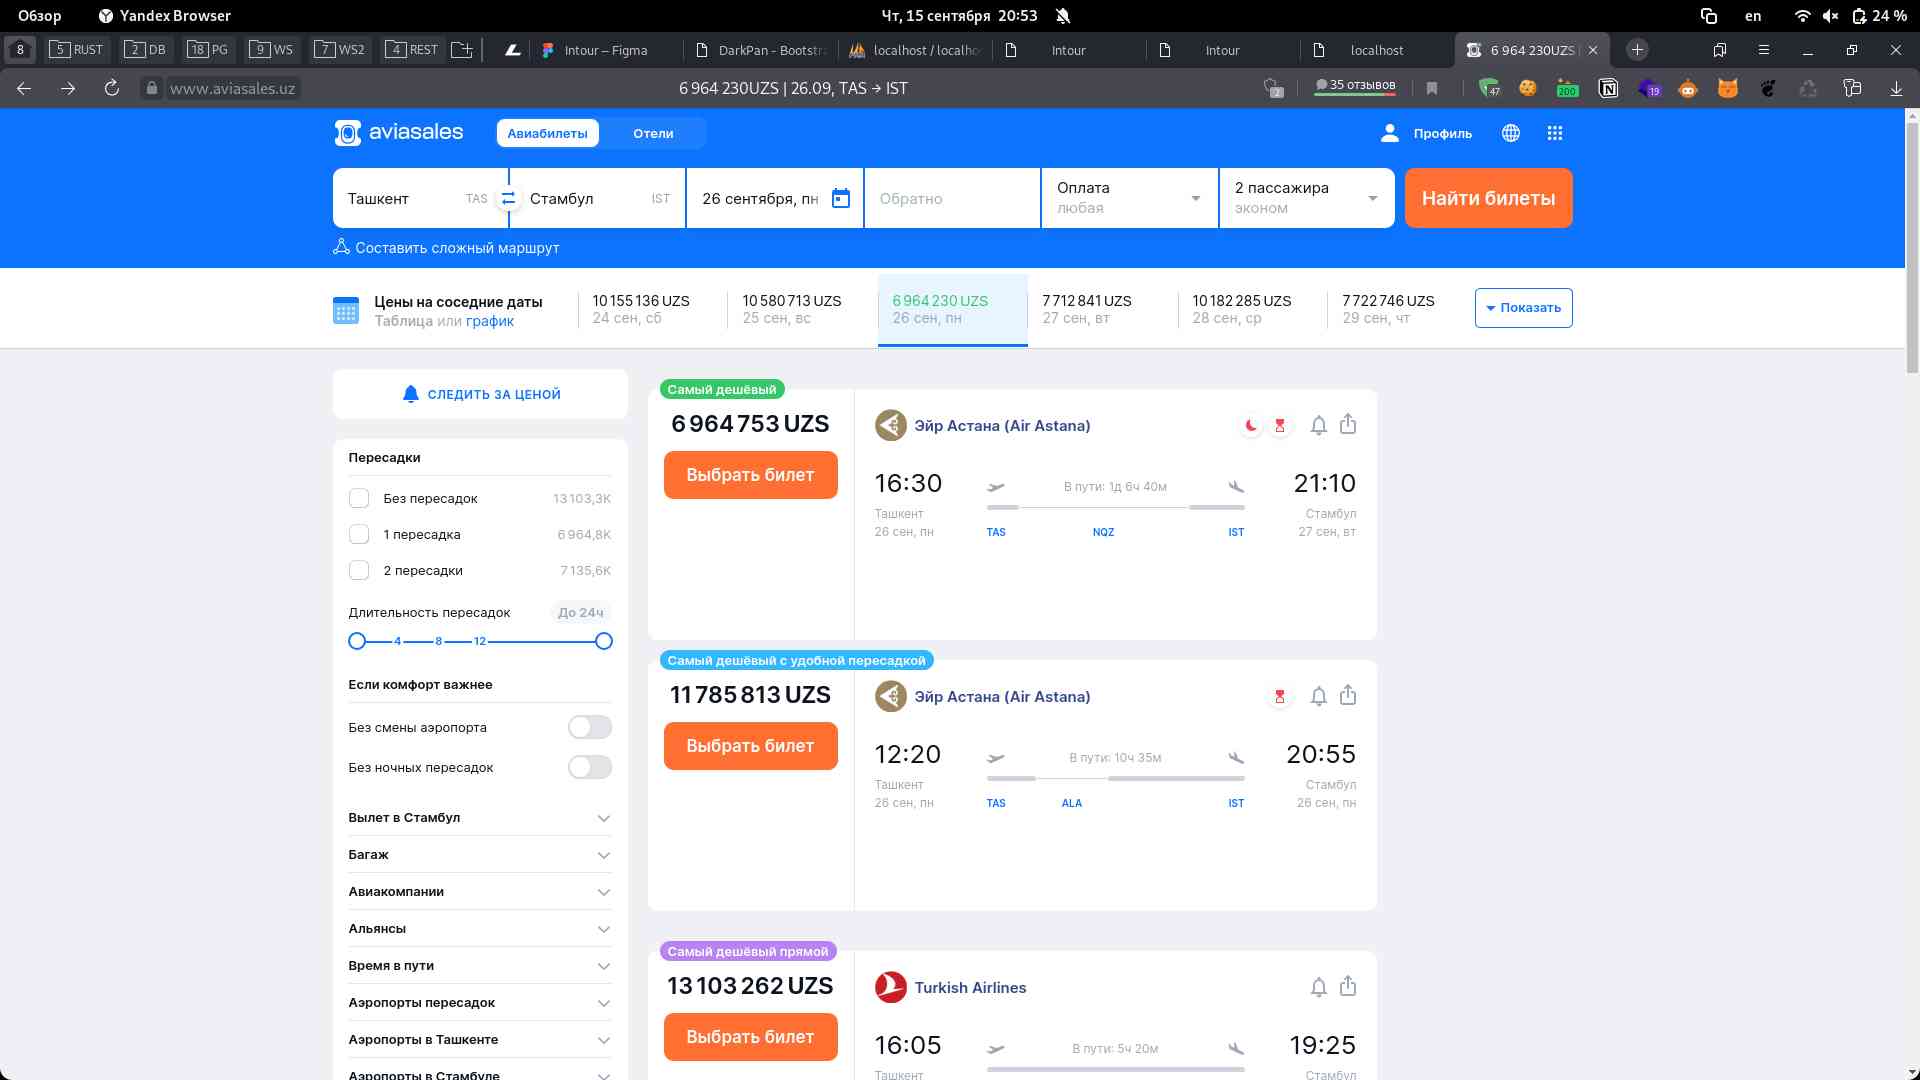 Обзор
Yandex Browser
Чт, 15 сентября 20:53
en
24 %
8
5 RUST
2 DB
18 PG
9 WS
7 WS2
4 REST
Intour – Figma
DarkPan - Bootstra
localhost / localho
Intour
Intour
localhost
6 964 230UZS |
www.aviasales.uz
6 964 230UZS | 26.09, TAS → IST
2
35 отзывов
47
200
19
aviasales
Авиабилеты
Отели
Профиль
Ташкент TAS
Стамбул IST
26 сентября, пн
Обратно
Оплата
любая
2 пассажира
эконом
Найти билеты
Составить сложный маршрут
Цены на соседние даты
Таблица или график
10 155 136 UZS
24 сен, сб
10 580 713 UZS
25 сен, вс
6 964 230 UZS
26 сен, пн
7 712 841 UZS
27 сен, вт
10 182 285 UZS
28 сен, ср
7 722 746 UZS
29 сен, чт
Показать
СЛЕДИТЬ ЗА ЦЕНОЙ
Пересадки
Без пересадок 13 103,3K
1 пересадка 6 964,8K
2 пересадки 7 135,6K
Длительность пересадок До 24ч
4 8 12
Если комфорт важнее
Без смены аэропорта
Без ночных пересадок
Вылет в Стамбул
Багаж
Авиакомпании
Альянсы
Время в пути
Аэропорты пересадок
Аэропорты в Ташкенте
Аэропорты в Стамбуле
Самый дешёвый
6 964 753 UZS
Выбрать билет
Эйр Астана (Air Astana)
16:30
В пути: 1д 6ч 40м
21:10
Ташкент
Стамбул
26 сен, пн
TAS
NQZ
IST
27 сен, вт
Самый дешёвый с удобной пересадкой
11 785 813 UZS
Выбрать билет
Эйр Астана (Air Astana)
12:20
В пути: 10ч 35м
20:55
Ташкент
Стамбул
26 сен, пн
TAS
ALA
IST
26 сен, пн
Самый дешёвый прямой
13 103 262 UZS
Выбрать билет
Turkish Airlines
16:05
В пути: 5ч 20м
19:25
Ташкент
Стамбул